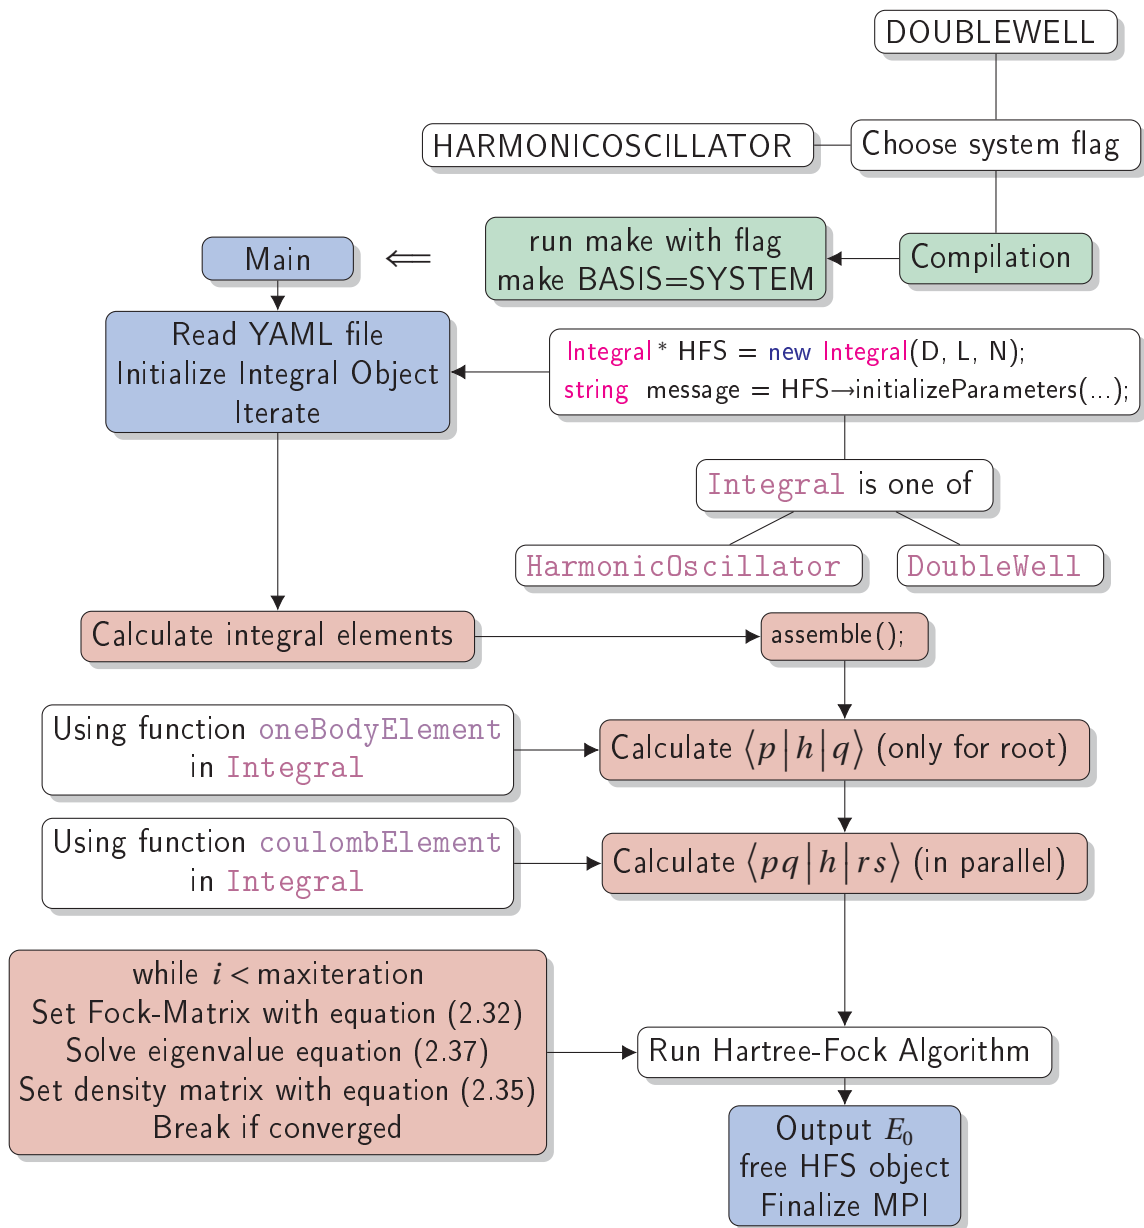 DOUBLEWELL
HARMONICOSCILLATOR
Choose system flag
Main
⟸
run make with flag
make BASIS=SYSTEM
Compilation
Read YAML file
Initialize Integral Object
Iterate
Integral * HFS = new Integral(D, L, N);
string message = HFS→initializeParameters(...);
Integral is one of
HarmonicOscillator
DoubleWell
Calculate integral elements
assemble();
Using function oneBodyElement
in Integral
Calculate ⟨p|h|q⟩ (only for root)
Using function coulombElement
in Integral
Calculate ⟨pq|h|rs⟩ (in parallel)
while i < maxiteration
Set Fock-Matrix with equation (2.32)
Solve eigenvalue equation (2.37)
Set density matrix with equation (2.35)
Break if converged
Run Hartree-Fock Algorithm
Output E₀
free HFS object
Finalize MPI